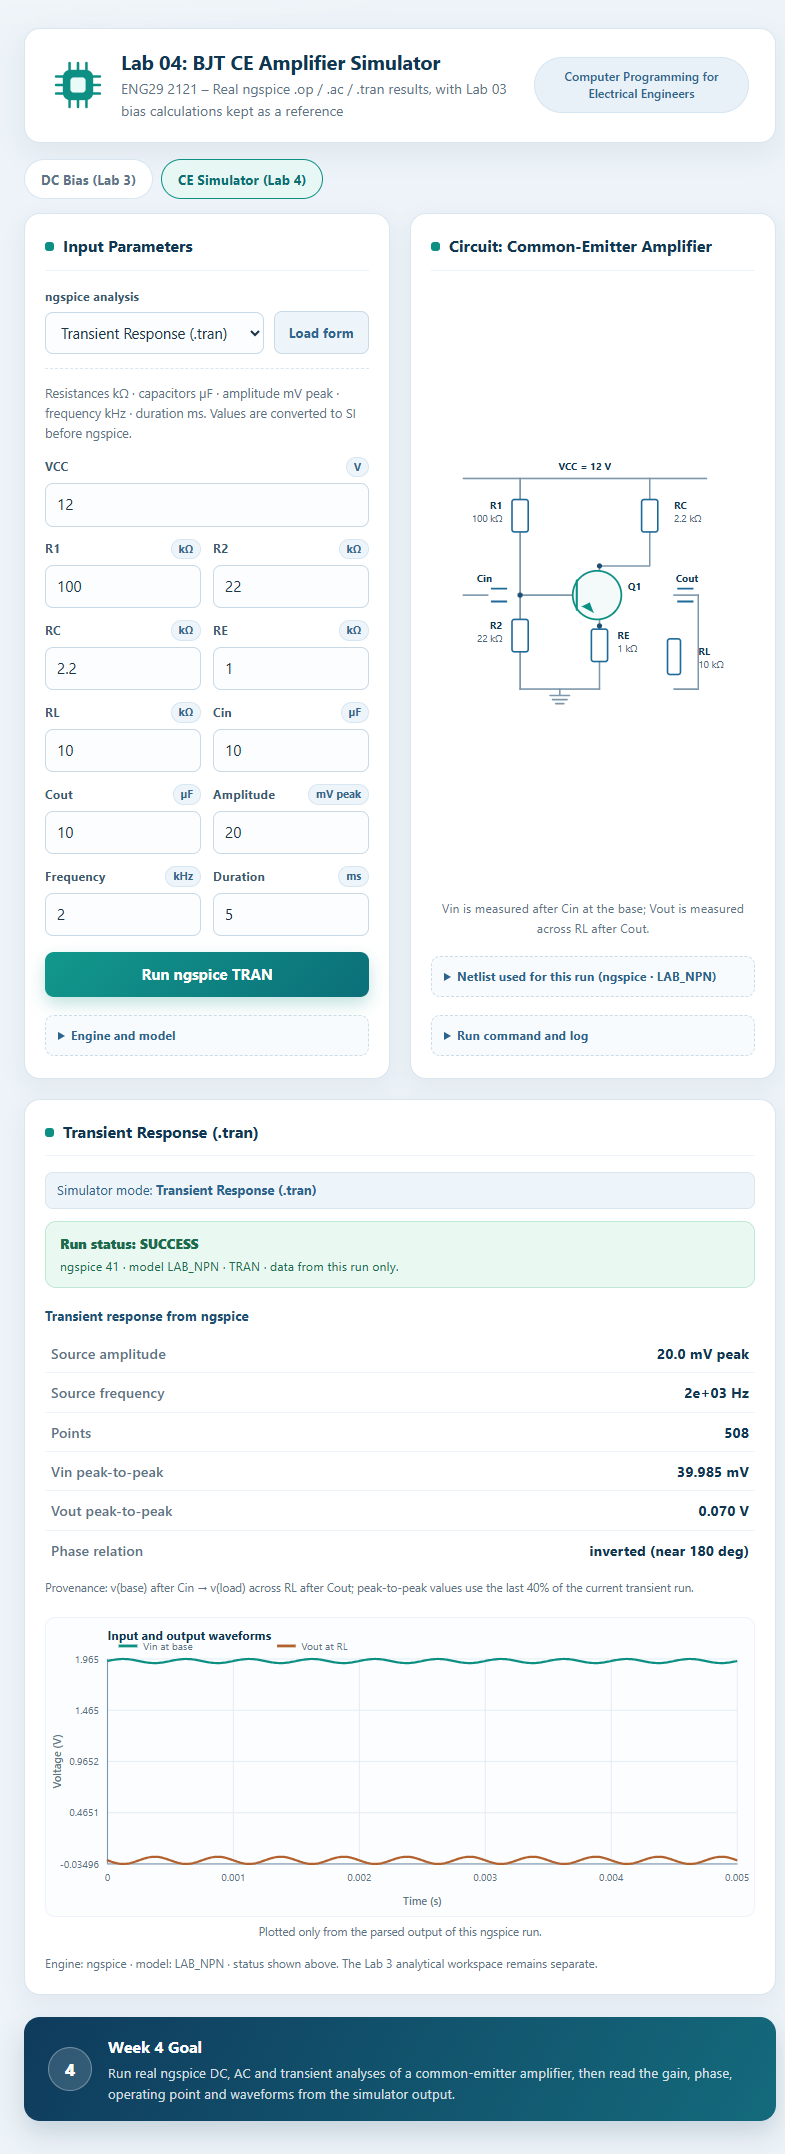 Lab 04: BJT CE Amplifier Simulator
ENG29 2121 – Real ngspice .op / .ac / .tran results, with Lab 03
bias calculations kept as a reference
Computer Programming for
Electrical Engineers
DC Bias (Lab 3)
CE Simulator (Lab 4)
Input Parameters
ngspice analysis
Transient Response (.tran)
Load form
Resistances kΩ · capacitors µF · amplitude mV peak ·
frequency kHz · duration ms. Values are converted to SI
before ngspice.
VCC V
12
R1 kΩ R2 kΩ
100 22
RC kΩ RE kΩ
2.2 1
RL kΩ Cin µF
10 10
Cout µF Amplitude mV peak
10 20
Frequency kHz Duration ms
2 5
Run ngspice TRAN
▶ Engine and model
Circuit: Common-Emitter Amplifier
VCC = 12 V
R1
100 kΩ
RC
2.2 kΩ
Cin
Q1
Cout
R2
22 kΩ
RE
1 kΩ
RL
10 kΩ
Vin is measured after Cin at the base; Vout is measured
across RL after Cout.
▶ Netlist used for this run (ngspice · LAB_NPN)
▶ Run command and log
Transient Response (.tran)
Simulator mode: Transient Response (.tran)
Run status: SUCCESS
ngspice 41 · model LAB_NPN · TRAN · data from this run only.
Transient response from ngspice
Source amplitude 20.0 mV peak
Source frequency 2e+03 Hz
Points 508
Vin peak-to-peak 39.985 mV
Vout peak-to-peak 0.070 V
Phase relation inverted (near 180 deg)
Provenance: v(base) after Cin → v(load) across RL after Cout; peak-to-peak values use the last 40% of the current transient run.
Input and output waveforms
Vin at base Vout at RL
1.965
1.465
0.9652
0.4651
-0.03496
Voltage (V)
0 0.001 0.002 0.003 0.004 0.005
Time (s)
Plotted only from the parsed output of this ngspice run.
Engine: ngspice · model: LAB_NPN · status shown above. The Lab 3 analytical workspace remains separate.
4
Week 4 Goal
Run real ngspice DC, AC and transient analyses of a common-emitter amplifier, then read the gain, phase,
operating point and waveforms from the simulator output.